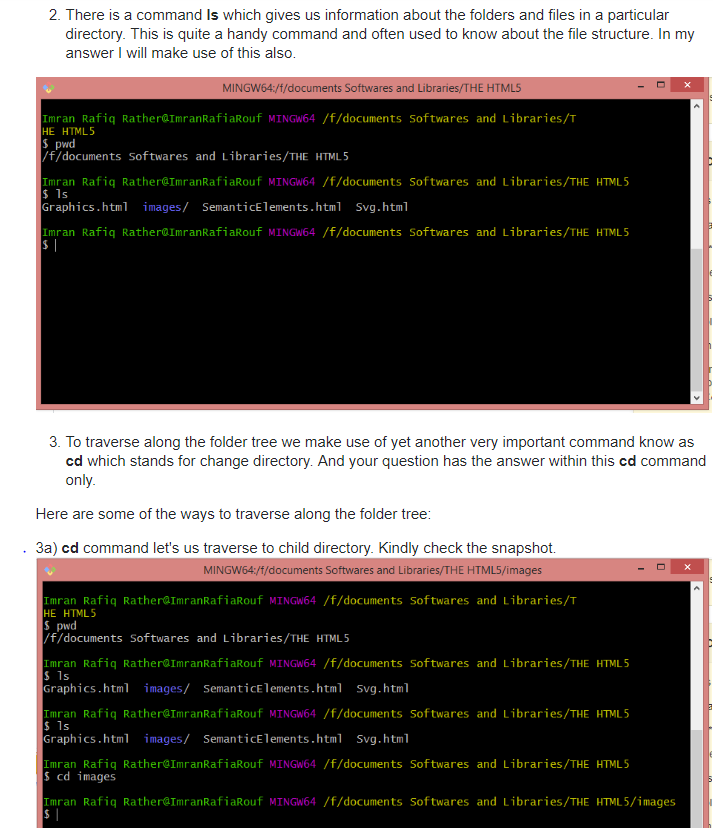 2. There is a command ls which gives us information about the folders and files in a particular
directory. This is quite a handy command and often used to know about the file structure. In my
answer I will make use of this also.
MINGW64:/f/documents Softwares and Libraries/THE HTML5
Imran Rafiq Rather@ImranRafiaRouf MINGW64 /f/documents Softwares and Libraries/T
HE HTML5
$ pwd
/f/documents Softwares and Libraries/THE HTML5
Imran Rafiq Rather@ImranRafiaRouf MINGW64 /f/documents Softwares and Libraries/THE HTML5
$ ls
Graphics.html images/ SemanticElements.html Svg.html
Imran Rafiq Rather@ImranRafiaRouf MINGW64 /f/documents Softwares and Libraries/THE HTML5
$
3. To traverse along the folder tree we make use of yet another very important command know as
cd which stands for change directory. And your question has the answer within this cd command
only.
Here are some of the ways to traverse along the folder tree:
3a) cd command let's us traverse to child directory. Kindly check the snapshot.
MINGW64:/f/documents Softwares and Libraries/THE HTML5/images
Imran Rafiq Rather@ImranRafiaRouf MINGW64 /f/documents Softwares and Libraries/T
HE HTML5
$ pwd
/f/documents Softwares and Libraries/THE HTML5
Imran Rafiq Rather@ImranRafiaRouf MINGW64 /f/documents Softwares and Libraries/THE HTML5
$ ls
Graphics.html images/ SemanticElements.html Svg.html
Imran Rafiq Rather@ImranRafiaRouf MINGW64 /f/documents Softwares and Libraries/THE HTML5
$ ls
Graphics.html images/ SemanticElements.html Svg.html
Imran Rafiq Rather@ImranRafiaRouf MINGW64 /f/documents Softwares and Libraries/THE HTML5
$ cd images
Imran Rafiq Rather@ImranRafiaRouf MINGW64 /f/documents Softwares and Libraries/THE HTML5/images
$